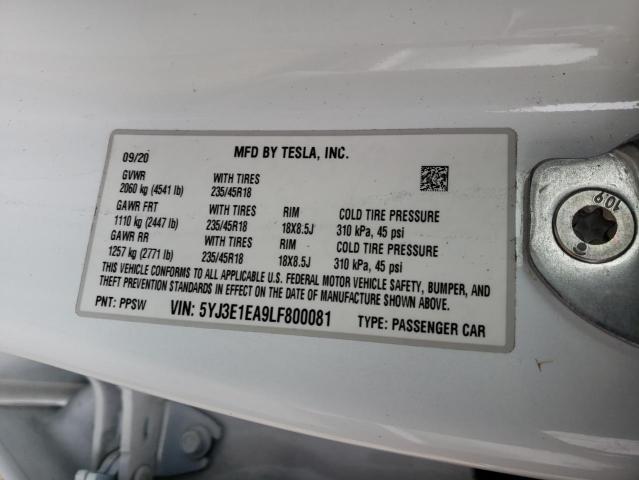 MFD BY TESLA, INC.
09/20
GVWR WITH TIRES
2060 kg (4541 lb) 235/45R18
GAWR FRT WITH TIRES RIM COLD TIRE PRESSURE
1110 kg (2447 lb) 235/45R18 18X8.5J 310 kPa, 45 psi
GAWR RR WITH TIRES RIM COLD TIRE PRESSURE
1257 kg (2771 lb) 235/45R18 18X8.5J 310 kPa, 45 psi
THIS VEHICLE CONFORMS TO ALL APPLICABLE U.S. FEDERAL MOTOR VEHICLE SAFETY, BUMPER, AND
THEFT PREVENTION STANDARDS IN EFFECT ON THE DATE OF MANUFACTURE SHOWN ABOVE.
PNT: PPSW VIN: 5YJ3E1EA9LF800081 TYPE: PASSENGER CAR
10.9